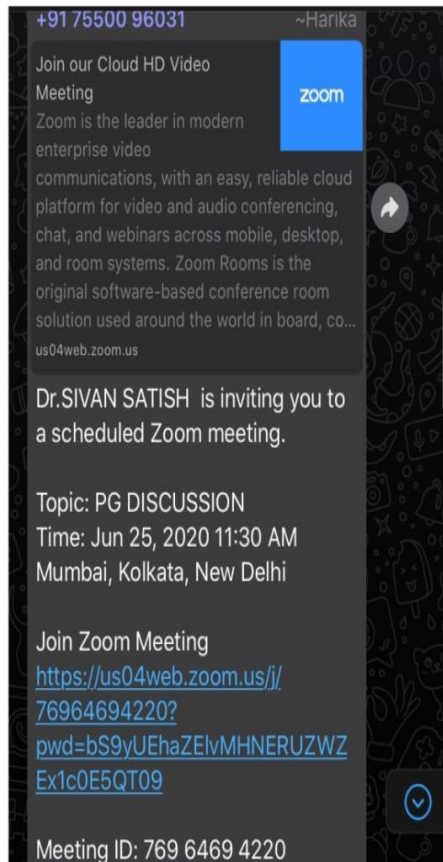 +91 75500 96031 ~Harika
Join our Cloud HD Video
Meeting
zoom
Zoom is the leader in modern
enterprise video
communications, with an easy, reliable cloud
platform for video and audio conferencing,
chat, and webinars across mobile, desktop,
and room systems. Zoom Rooms is the
original software-based conference room
solution used around the world in board, co...
us04web.zoom.us
Dr.SIVAN SATISH is inviting you to
a scheduled Zoom meeting.
Topic: PG DISCUSSION
Time: Jun 25, 2020 11:30 AM
Mumbai, Kolkata, New Delhi
Join Zoom Meeting
https://us04web.zoom.us/j/
76964694220?
pwd=bS9yUEhaZElvMHNERUZWZ
Ex1c0E5QT09
Meeting ID: 769 6469 4220